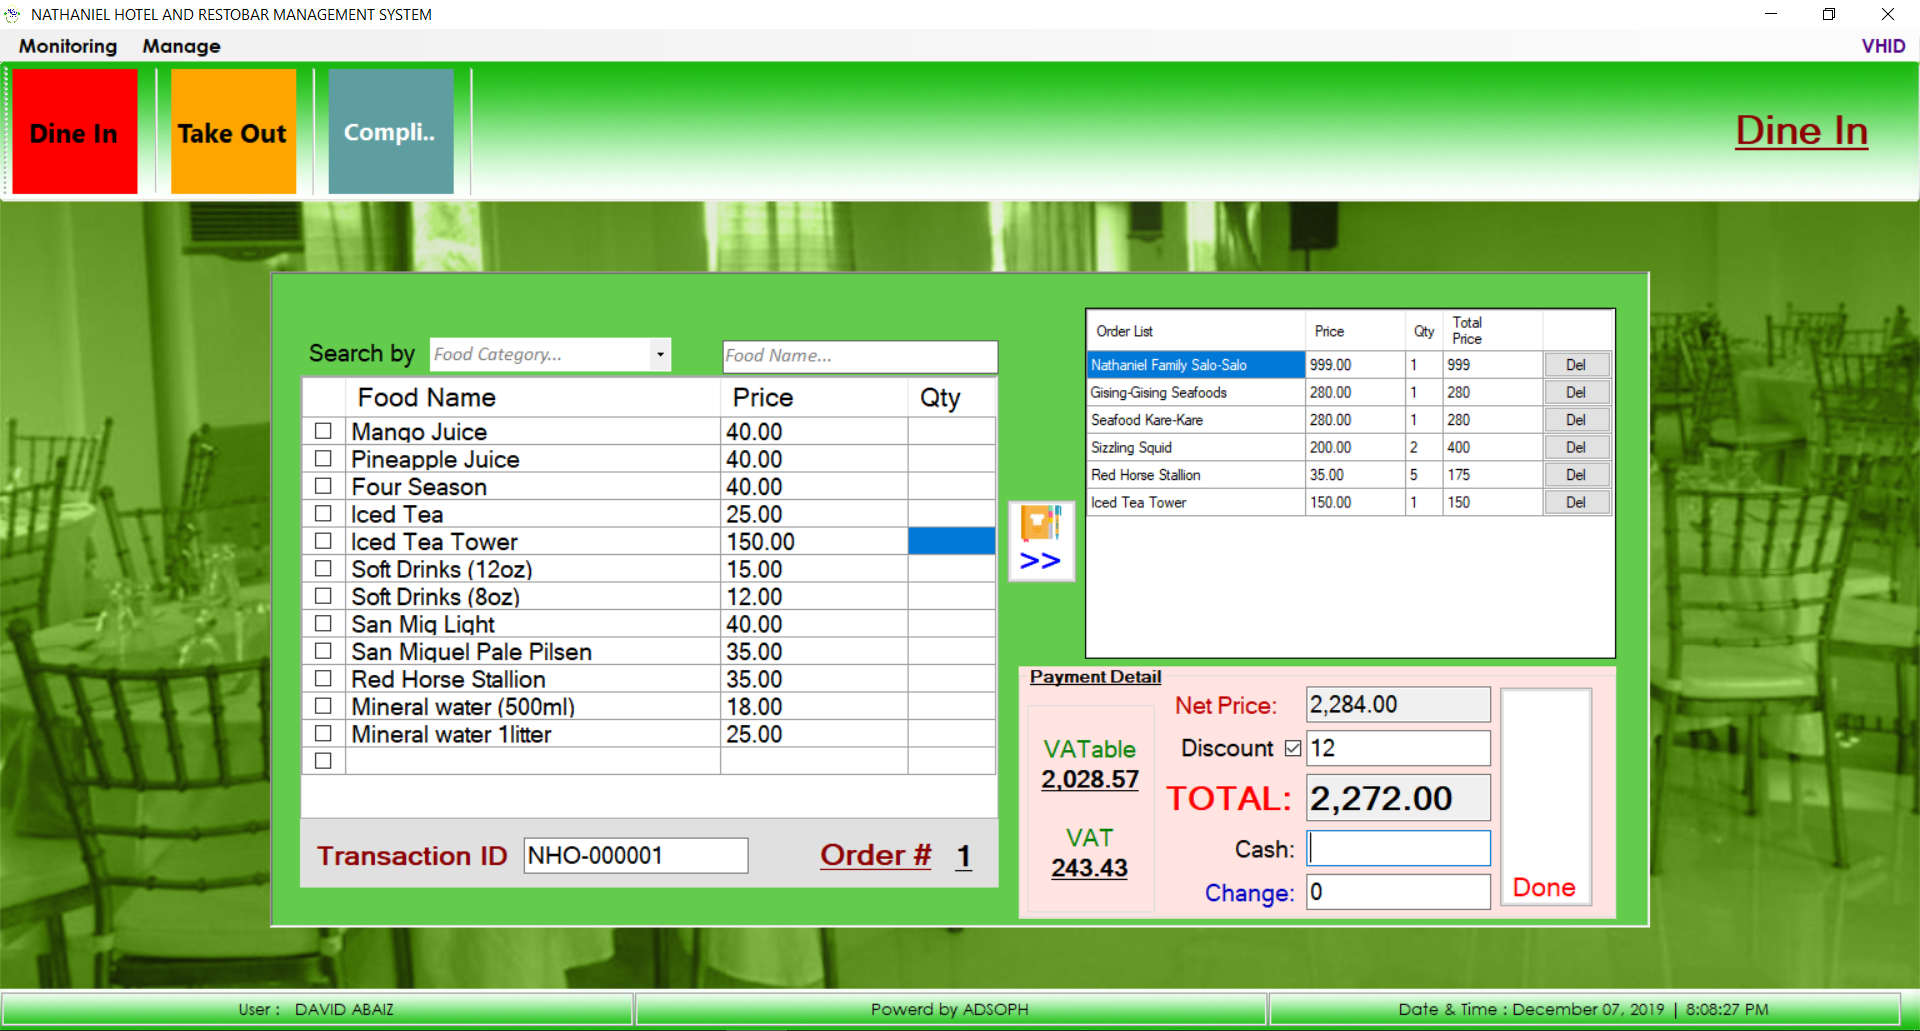 NATHANIEL HOTEL AND RESTOBAR MANAGEMENT SYSTEM
Monitoring Manage VHID
Dine In Take Out Compli.. Dine In
Search by Food Category... Food Name...
Food Name Price Qty
Mango Juice 40.00
Pineapple Juice 40.00
Four Season 40.00
Iced Tea 25.00
Iced Tea Tower 150.00
Soft Drinks (12oz) 15.00
Soft Drinks (8oz) 12.00
San Mig Light 40.00
San Miguel Pale Pilsen 35.00
Red Horse Stallion 35.00
Mineral water (500ml) 18.00
Mineral water 1litter 25.00
Transaction ID NHO-000001 Order # 1
>>
Order List Price Qty Total Price
Nathaniel Family Salo-Salo 999.00 1 999 Del
Gising-Gising Seafoods 280.00 1 280 Del
Seafood Kare-Kare 280.00 1 280 Del
Sizzling Squid 200.00 2 400 Del
Red Horse Stallion 35.00 5 175 Del
Iced Tea Tower 150.00 1 150 Del
Payment Detail
VATable
2,028.57
VAT
243.43
Net Price: 2,284.00
Discount 12
TOTAL: 2,272.00
Cash:
Change: 0
Done
User : DAVID ABAIZ Powerd by ADSOPH Date & Time : December 07, 2019 | 8:08:27 PM